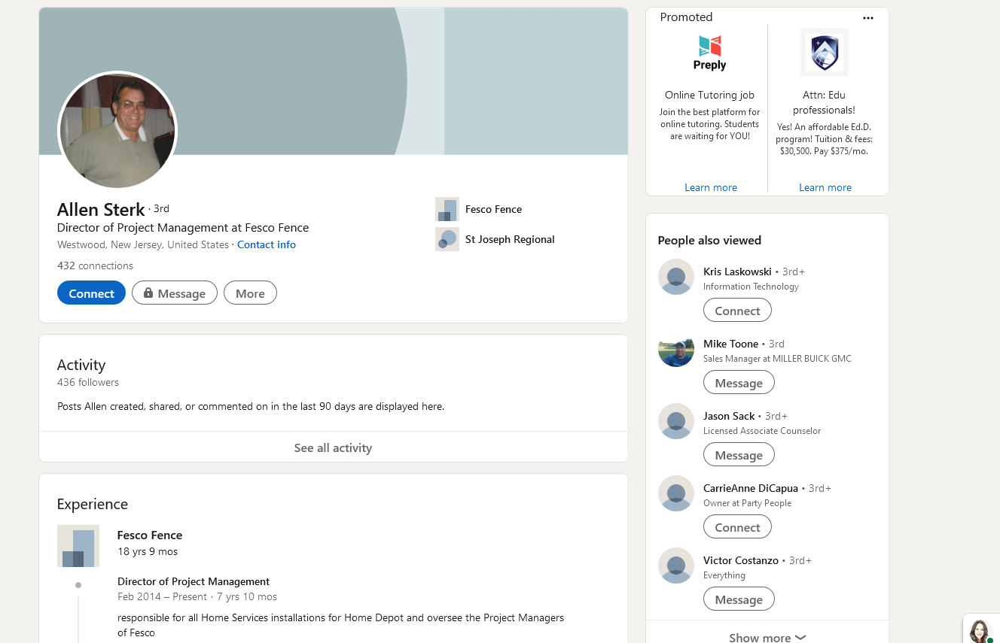 Allen Sterk · 3rd
Director of Project Management at Fesco Fence
Westwood, New Jersey, United States · Contact info
432 connections
Connect
Message
More
Fesco Fence
St Joseph Regional
Activity
436 followers
Posts Allen created, shared, or commented on in the last 90 days are displayed here.
See all activity
Experience
Fesco Fence
18 yrs 9 mos
Director of Project Management
Feb 2014 – Present · 7 yrs 10 mos
responsible for all Home Services installations for Home Depot and oversee the Project Managers
of Fesco
Promoted
Preply
Online Tutoring job
Join the best platform for
online tutoring. Students
are waiting for YOU!
Learn more
Attn: Edu
professionals!
Yes! An affordable Ed.D.
program! Tuition & fees:
$30,500. Pay $375/mo.
Learn more
People also viewed
Kris Laskowski • 3rd+
Information Technology
Connect
Mike Toone • 3rd
Sales Manager at MILLER BUICK GMC
Message
Jason Sack • 3rd+
Licensed Associate Counselor
Message
CarrieAnne DiCapua • 3rd+
Owner at Party People
Connect
Victor Costanzo • 3rd+
Everything
Message
Show more